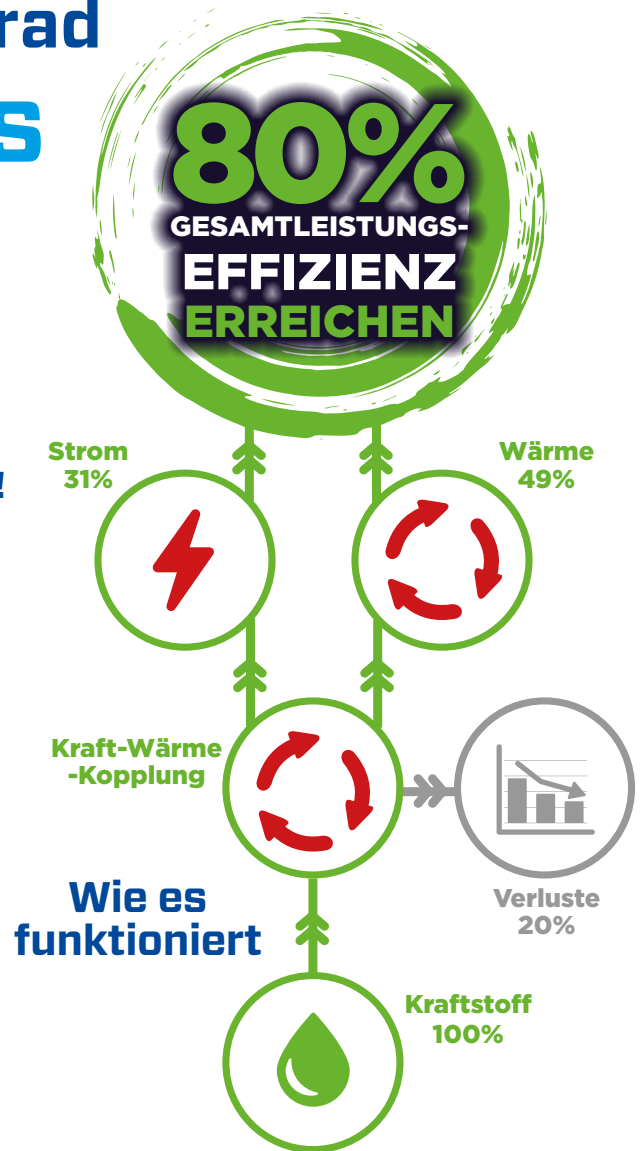 rad
s
80%
GESAMTLEISTUNGS-
EFFIZIENZ
ERREICHEN
Strom
31%
!
Wärme
49%
Kraft-Wärme
-Kopplung
Verluste
20%
Wie es
funktioniert
Kraftstoff
100%